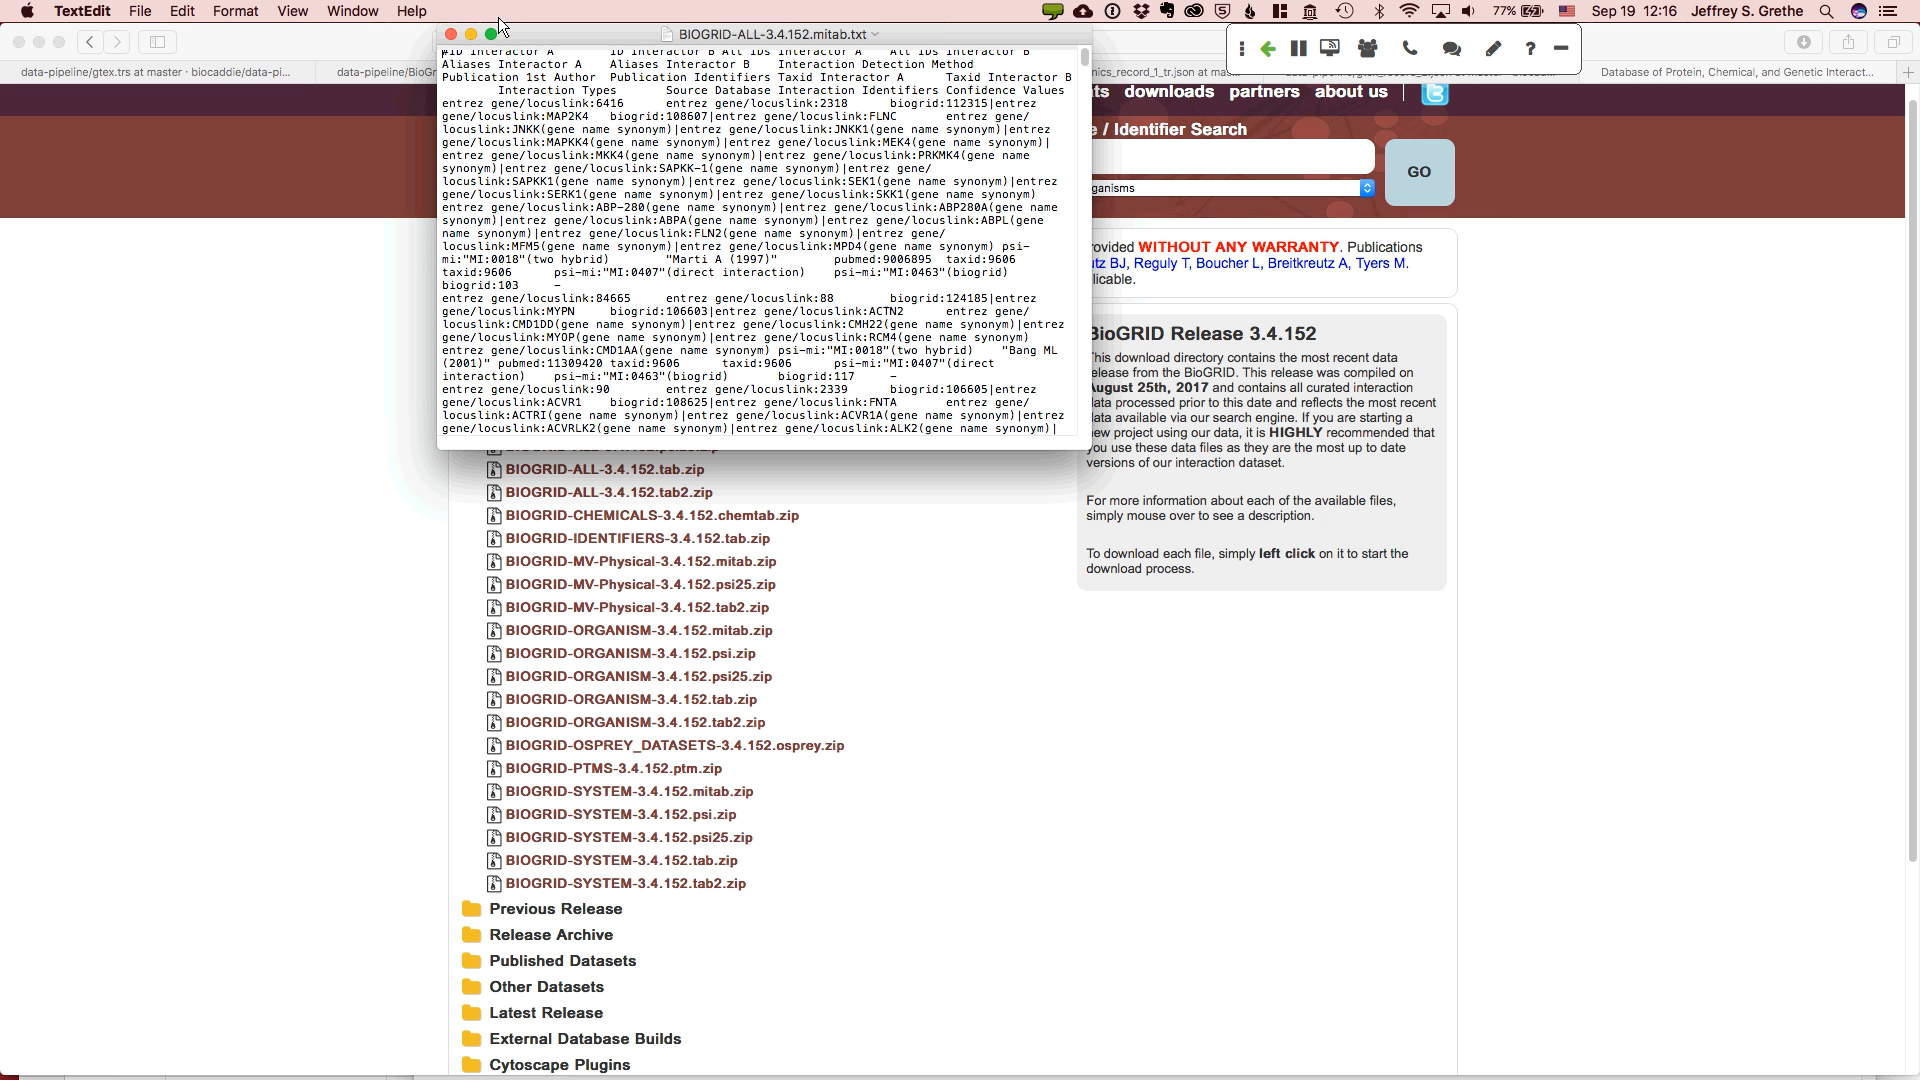 TextEdit File Edit Format View Window Help
77% Sep 19 12:16 Jeffrey S. Grethe
BIOGRID-ALL-3.4.152.mitab.txt
data-pipeline/gtex.trs at master · biocaddie/data-pi...
data-pipeline/BioGr
nics_record_1_tr.json at mas...
Database of Protein, Chemical, and Genetic Interact...
#ID Interactor A ID Interactor B Alt IDs Interactor A Alt IDs Interactor B
Aliases Interactor A Aliases Interactor B Interaction Detection Method
Publication 1st Author Publication Identifiers Taxid Interactor A Taxid Interactor B
Interaction Types Source Database Interaction Identifiers Confidence Values
entrez gene/locuslink:6416 entrez gene/locuslink:2318 biogrid:112315|entrez
gene/locuslink:MAP2K4 biogrid:108607|entrez gene/locuslink:FLNC entrez gene/
locuslink:JNKK(gene name synonym)|entrez gene/locuslink:JNKK1(gene name synonym)|entrez
gene/locuslink:MAPKK4(gene name synonym)|entrez gene/locuslink:MEK4(gene name synonym)|
entrez gene/locuslink:MKK4(gene name synonym)|entrez gene/locuslink:PRKMK4(gene name
synonym)|entrez gene/locuslink:SAPKK-1(gene name synonym)|entrez gene/
locuslink:SAPKK1(gene name synonym)|entrez gene/locuslink:SEK1(gene name synonym)|entrez
gene/locuslink:SERK1(gene name synonym)|entrez gene/locuslink:SKK1(gene name synonym)
entrez gene/locuslink:ABP-280(gene name synonym)|entrez gene/locuslink:ABP280A(gene name
synonym)|entrez gene/locuslink:ABPA(gene name synonym)|entrez gene/locuslink:ABPL(gene
name synonym)|entrez gene/locuslink:FLN2(gene name synonym)|entrez gene/
locuslink:MFM5(gene name synonym)|entrez gene/locuslink:MPD4(gene name synonym) psi-
mi:"MI:0018"(two hybrid) "Marti A (1997)" pubmed:9006895 taxid:9606
taxid:9606 psi-mi:"MI:0407"(direct interaction) psi-mi:"MI:0463"(biogrid)
biogrid:103 -
entrez gene/locuslink:84665 entrez gene/locuslink:88 biogrid:124185|entrez
gene/locuslink:MYPN biogrid:106603|entrez gene/locuslink:ACTN2 entrez gene/
locuslink:CMD1DD(gene name synonym)|entrez gene/locuslink:CMH22(gene name synonym)|entrez
gene/locuslink:MYOP(gene name synonym)|entrez gene/locuslink:RCM4(gene name synonym)
entrez gene/locuslink:CMD1AA(gene name synonym) psi-mi:"MI:0018"(two hybrid) "Bang ML
(2001)" pubmed:11309420 taxid:9606 taxid:9606 psi-mi:"MI:0407"(direct
interaction) psi-mi:"MI:0463"(biogrid) biogrid:117 -
entrez gene/locuslink:90 entrez gene/locuslink:2339 biogrid:106605|entrez
gene/locuslink:ACVR1 biogrid:108625|entrez gene/locuslink:FNTA entrez gene/
locuslink:ACTRI(gene name synonym)|entrez gene/locuslink:ACVR1A(gene name synonym)|entrez
gene/locuslink:ACVRLK2(gene name synonym)|entrez gene/locuslink:ALK2(gene name synonym)|
ts downloads partners about us
e / Identifier Search
ganisms
GO
ovided WITHOUT ANY WARRANTY. Publications
utz BJ, Reguly T, Boucher L, Breitkreutz A, Tyers M.
licable.
BioGRID Release 3.4.152
This download directory contains the most recent data
release from the BioGRID. This release was compiled on
August 25th, 2017 and contains all curated interaction
data processed prior to this date and reflects the most recent
data available via our search engine. If you are starting a
new project using our data, it is HIGHLY recommended that
you use these data files as they are the most up to date
versions of our interaction dataset.
For more information about each of the available files,
simply mouse over to see a description.
To download each file, simply left click on it to start the
download process.
BIOGRID-ALL-3.4.152.tab.zip
BIOGRID-ALL-3.4.152.tab2.zip
BIOGRID-CHEMICALS-3.4.152.chemtab.zip
BIOGRID-IDENTIFIERS-3.4.152.tab.zip
BIOGRID-MV-Physical-3.4.152.mitab.zip
BIOGRID-MV-Physical-3.4.152.psi25.zip
BIOGRID-MV-Physical-3.4.152.tab2.zip
BIOGRID-ORGANISM-3.4.152.mitab.zip
BIOGRID-ORGANISM-3.4.152.psi.zip
BIOGRID-ORGANISM-3.4.152.psi25.zip
BIOGRID-ORGANISM-3.4.152.tab.zip
BIOGRID-ORGANISM-3.4.152.tab2.zip
BIOGRID-OSPREY_DATASETS-3.4.152.osprey.zip
BIOGRID-PTMS-3.4.152.ptm.zip
BIOGRID-SYSTEM-3.4.152.mitab.zip
BIOGRID-SYSTEM-3.4.152.psi.zip
BIOGRID-SYSTEM-3.4.152.psi25.zip
BIOGRID-SYSTEM-3.4.152.tab.zip
BIOGRID-SYSTEM-3.4.152.tab2.zip
Previous Release
Release Archive
Published Datasets
Other Datasets
Latest Release
External Database Builds
Cytoscape Plugins